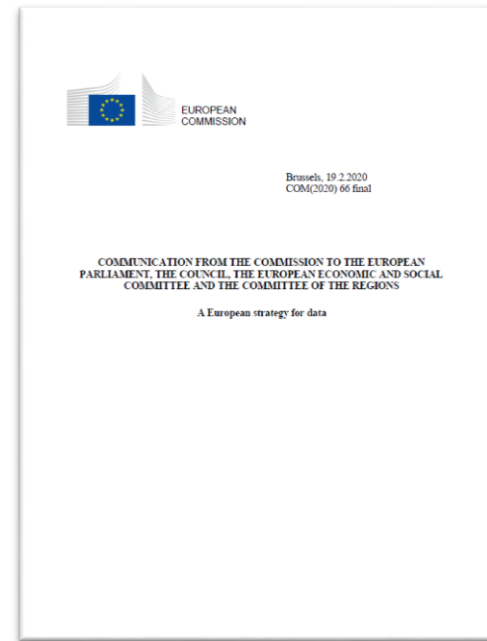 EUROPEAN
COMMISSION
Brussels, 19.2.2020
COM(2020) 66 final
COMMUNICATION FROM THE COMMISSION TO THE EUROPEAN
PARLIAMENT, THE COUNCIL, THE EUROPEAN ECONOMIC AND SOCIAL
COMMITTEE AND THE COMMITTEE OF THE REGIONS
A European strategy for data